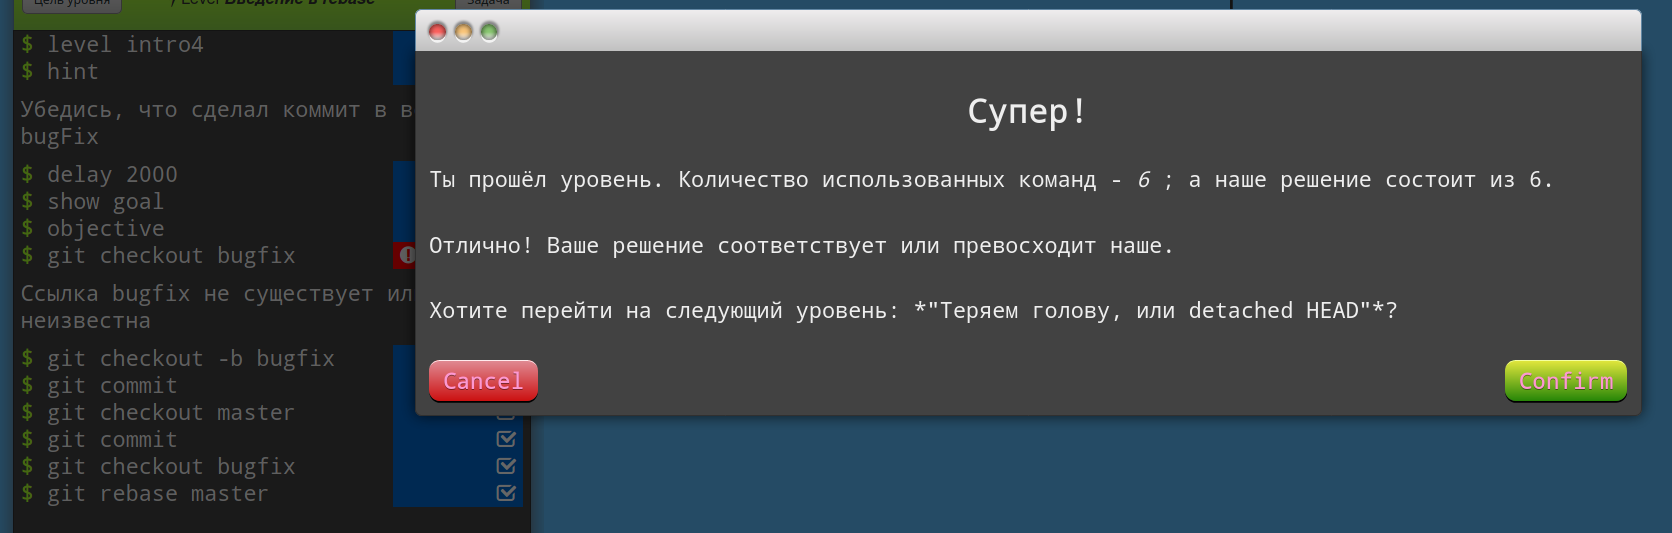 Цель уровня
Level Введение в rebase
Задача
$ level intro4
$ hint
Убедись, что сделал коммит в
bugFix
$ delay 2000
$ show goal
$ objective
$ git checkout bugfix
Ссылка bugfix не существует
неизвестна
$ git checkout -b bugfix
$ git commit
$ git checkout master
$ git commit
$ git checkout bugfix
$ git rebase master
Супер!
Ты прошёл уровень. Количество использованных команд - 6 ; а наше решение состоит из 6.
Отлично! Ваше решение соответствует или превосходит наше.
Хотите перейти на следующий уровень: *"Теряем голову, или detached HEAD"*?
Cancel
Confirm